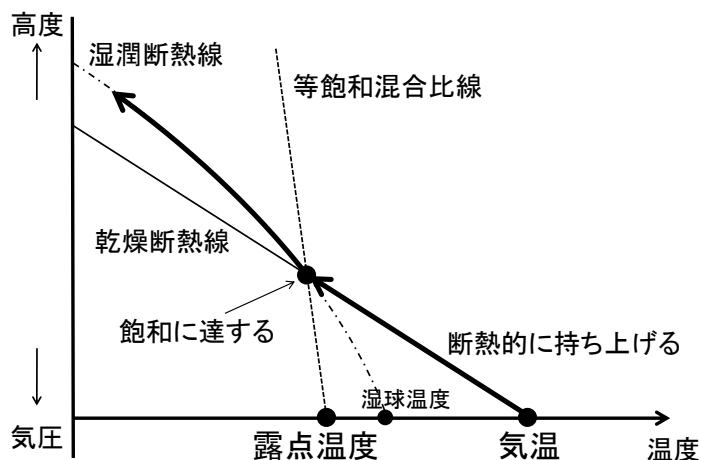 高度
湿潤断熱線
等飽和混合比線
乾燥断熱線
飽和に達する
断熱的に持ち上げる
湿球温度
気圧
露点温度
気温
温度